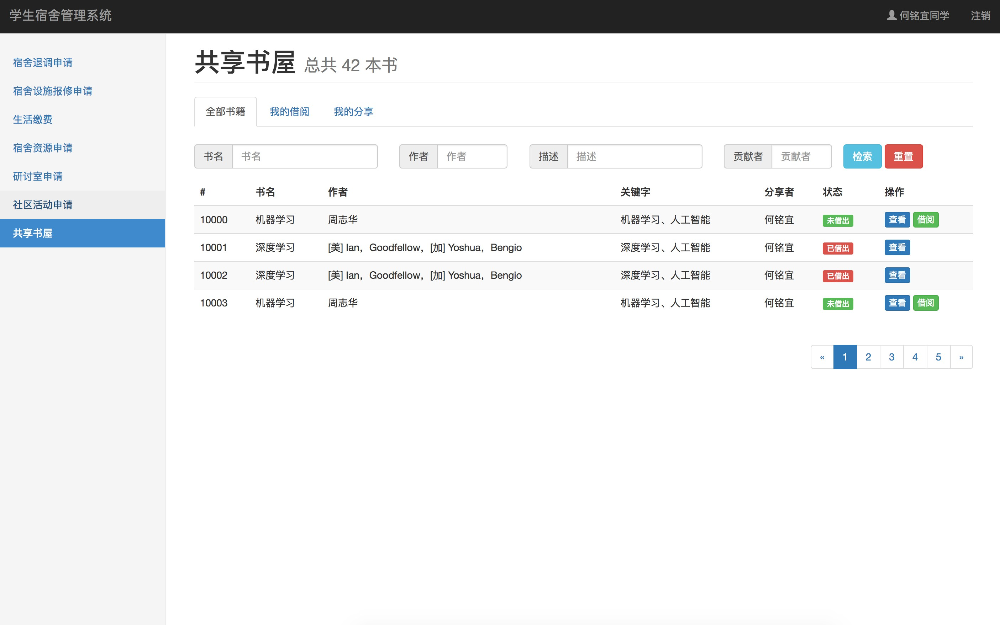 学生宿舍管理系统
何铭宜同学 注销
宿舍退调申请
宿舍设施报修申请
生活缴费
宿舍资源申请
研讨室申请
社区活动申请
共享书屋
共享书屋 总共 42 本书
全部书籍 我的借阅 我的分享
书名 书名 作者 作者 描述 描述 贡献者 贡献者 检索 重置
# 书名 作者 关键字 分享者 状态 操作
10000 机器学习 周志华 机器学习、人工智能 何铭宜 未借出 查看 借阅
10001 深度学习 [美] Ian，Goodfellow，[加] Yoshua，Bengio 深度学习、人工智能 何铭宜 已借出 查看
10002 深度学习 [美] Ian，Goodfellow，[加] Yoshua，Bengio 深度学习、人工智能 何铭宜 已借出 查看
10003 机器学习 周志华 机器学习、人工智能 何铭宜 未借出 查看 借阅
« 1 2 3 4 5 »